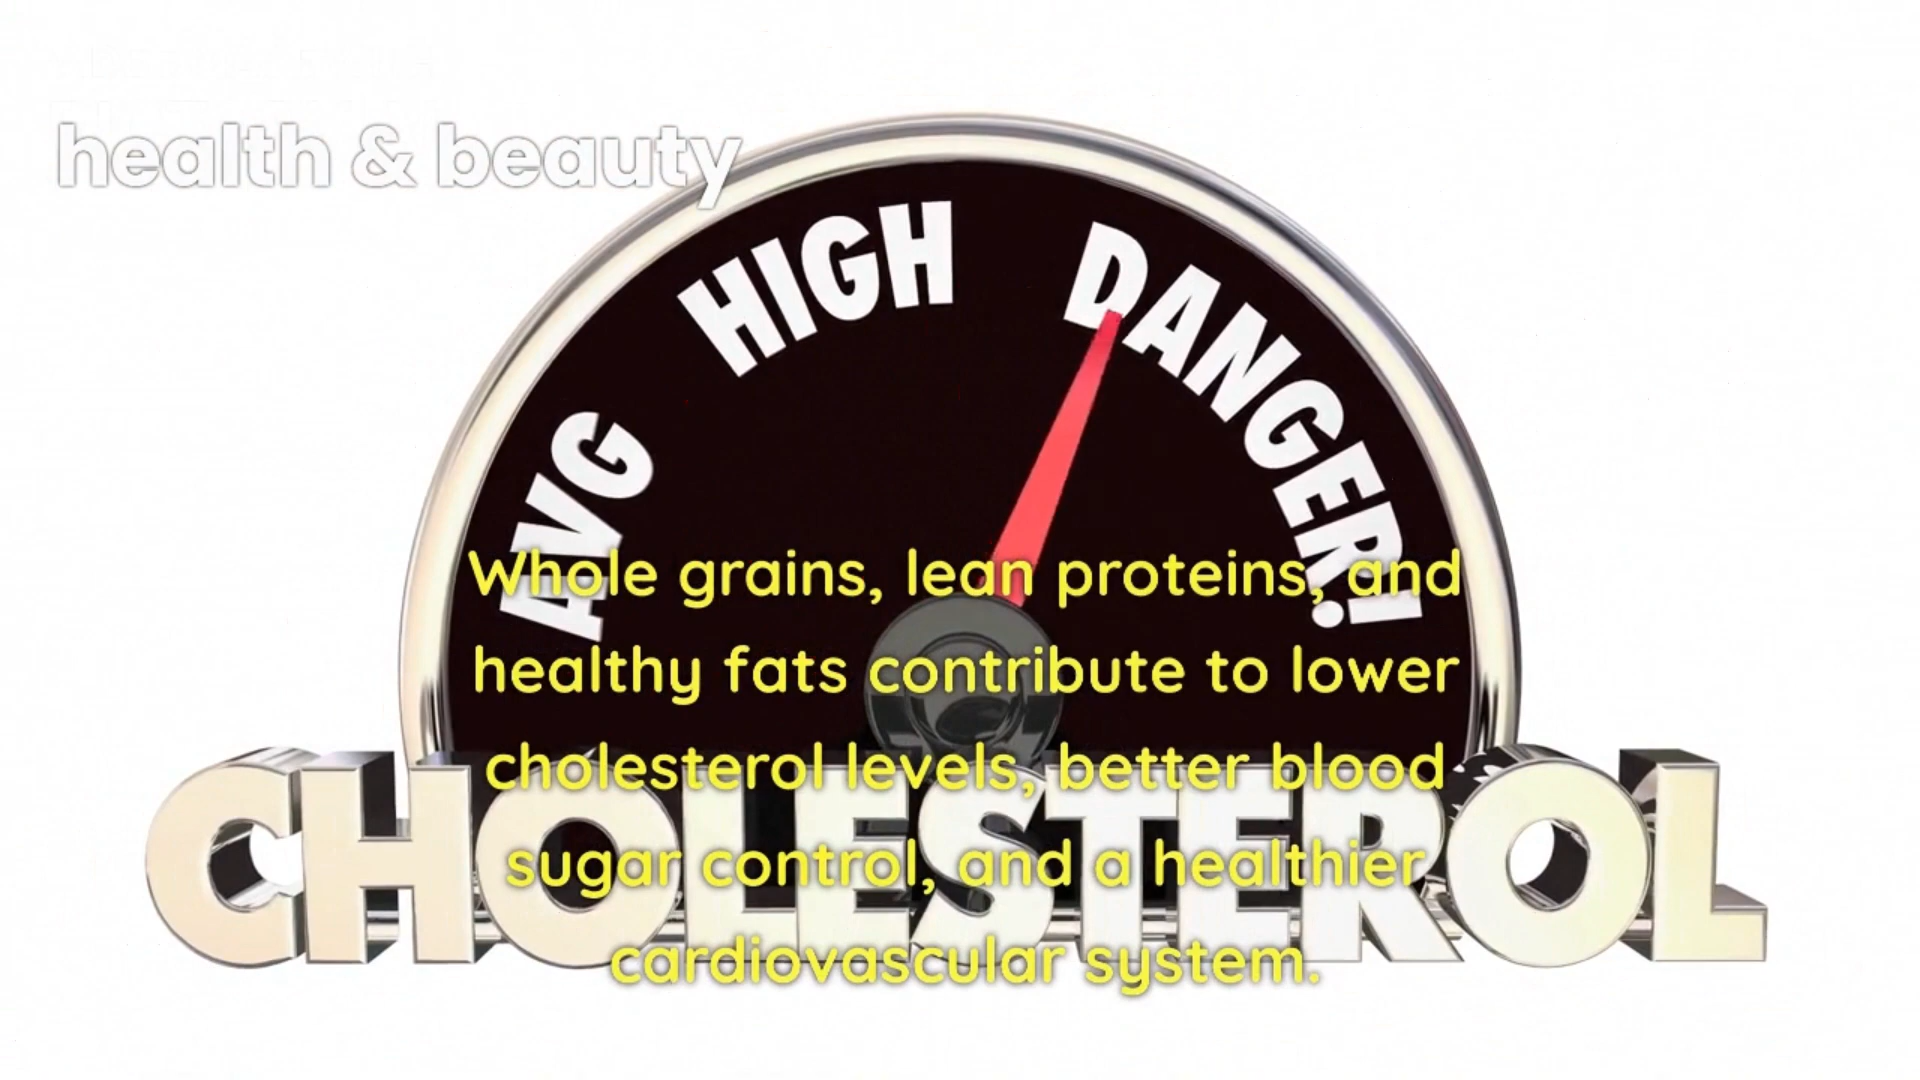 health & beauty
AVG
HIGH
DANGER!
Whole grains, lean proteins, and
healthy fats contribute to lower
cholesterol levels, better blood
sugar control, and a healthier
cardiovascular system.
CHOLESTEROL